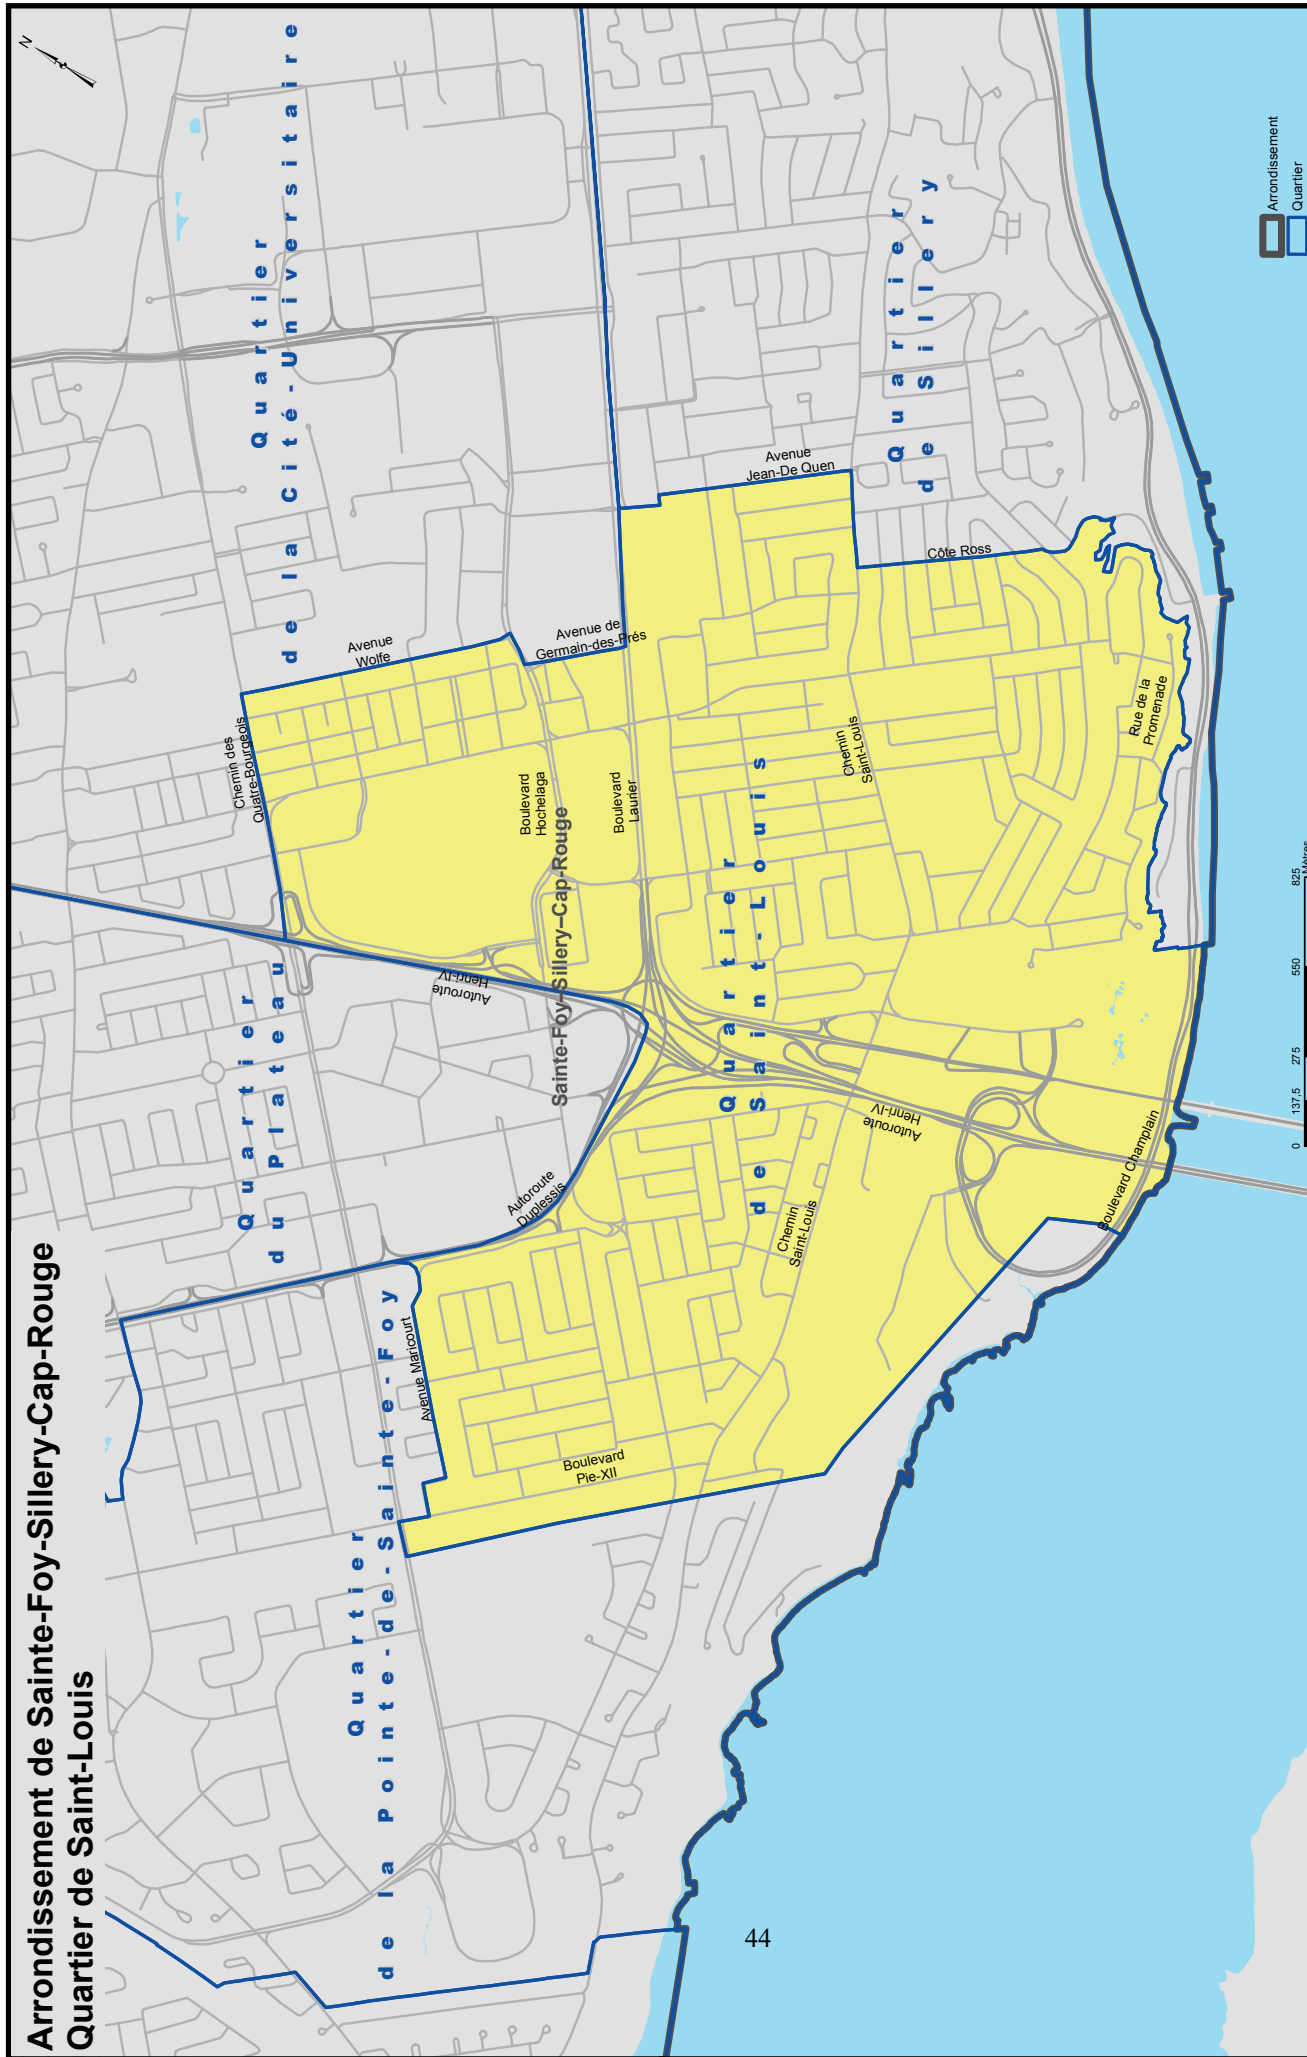 Arrondissement de Sainte-Foy-Sillery-Cap-Rouge
Quartier de Saint-Louis
N
Quartier
de la Cité-Universitaire
Quartier
du Plateau
Quartier
de la Pointe-de-Sainte-Foy
Quartier
de Sillery
Quartier
de Saint-Louis
Sainte-Foy–Sillery–Cap-Rouge
Chemin des
Quatre-Bourgeois
Avenue
Wolfe
Avenue de
Germain-des-Prés
Avenue
Jean-De Quen
Côte Ross
Rue de la
Promenade
Boulevard
Hochelaga
Boulevard
Laurier
Chemin
Saint-Louis
Autoroute
Henri-IV
Autoroute
Duplessis
Avenue Maricourt
Boulevard
Pie-XII
Chemin
Saint-Louis
Autoroute
Henri-IV
Boulevard Champlain
Arrondissement
Quartier
0 137.5 275 550 825
Mètres
44